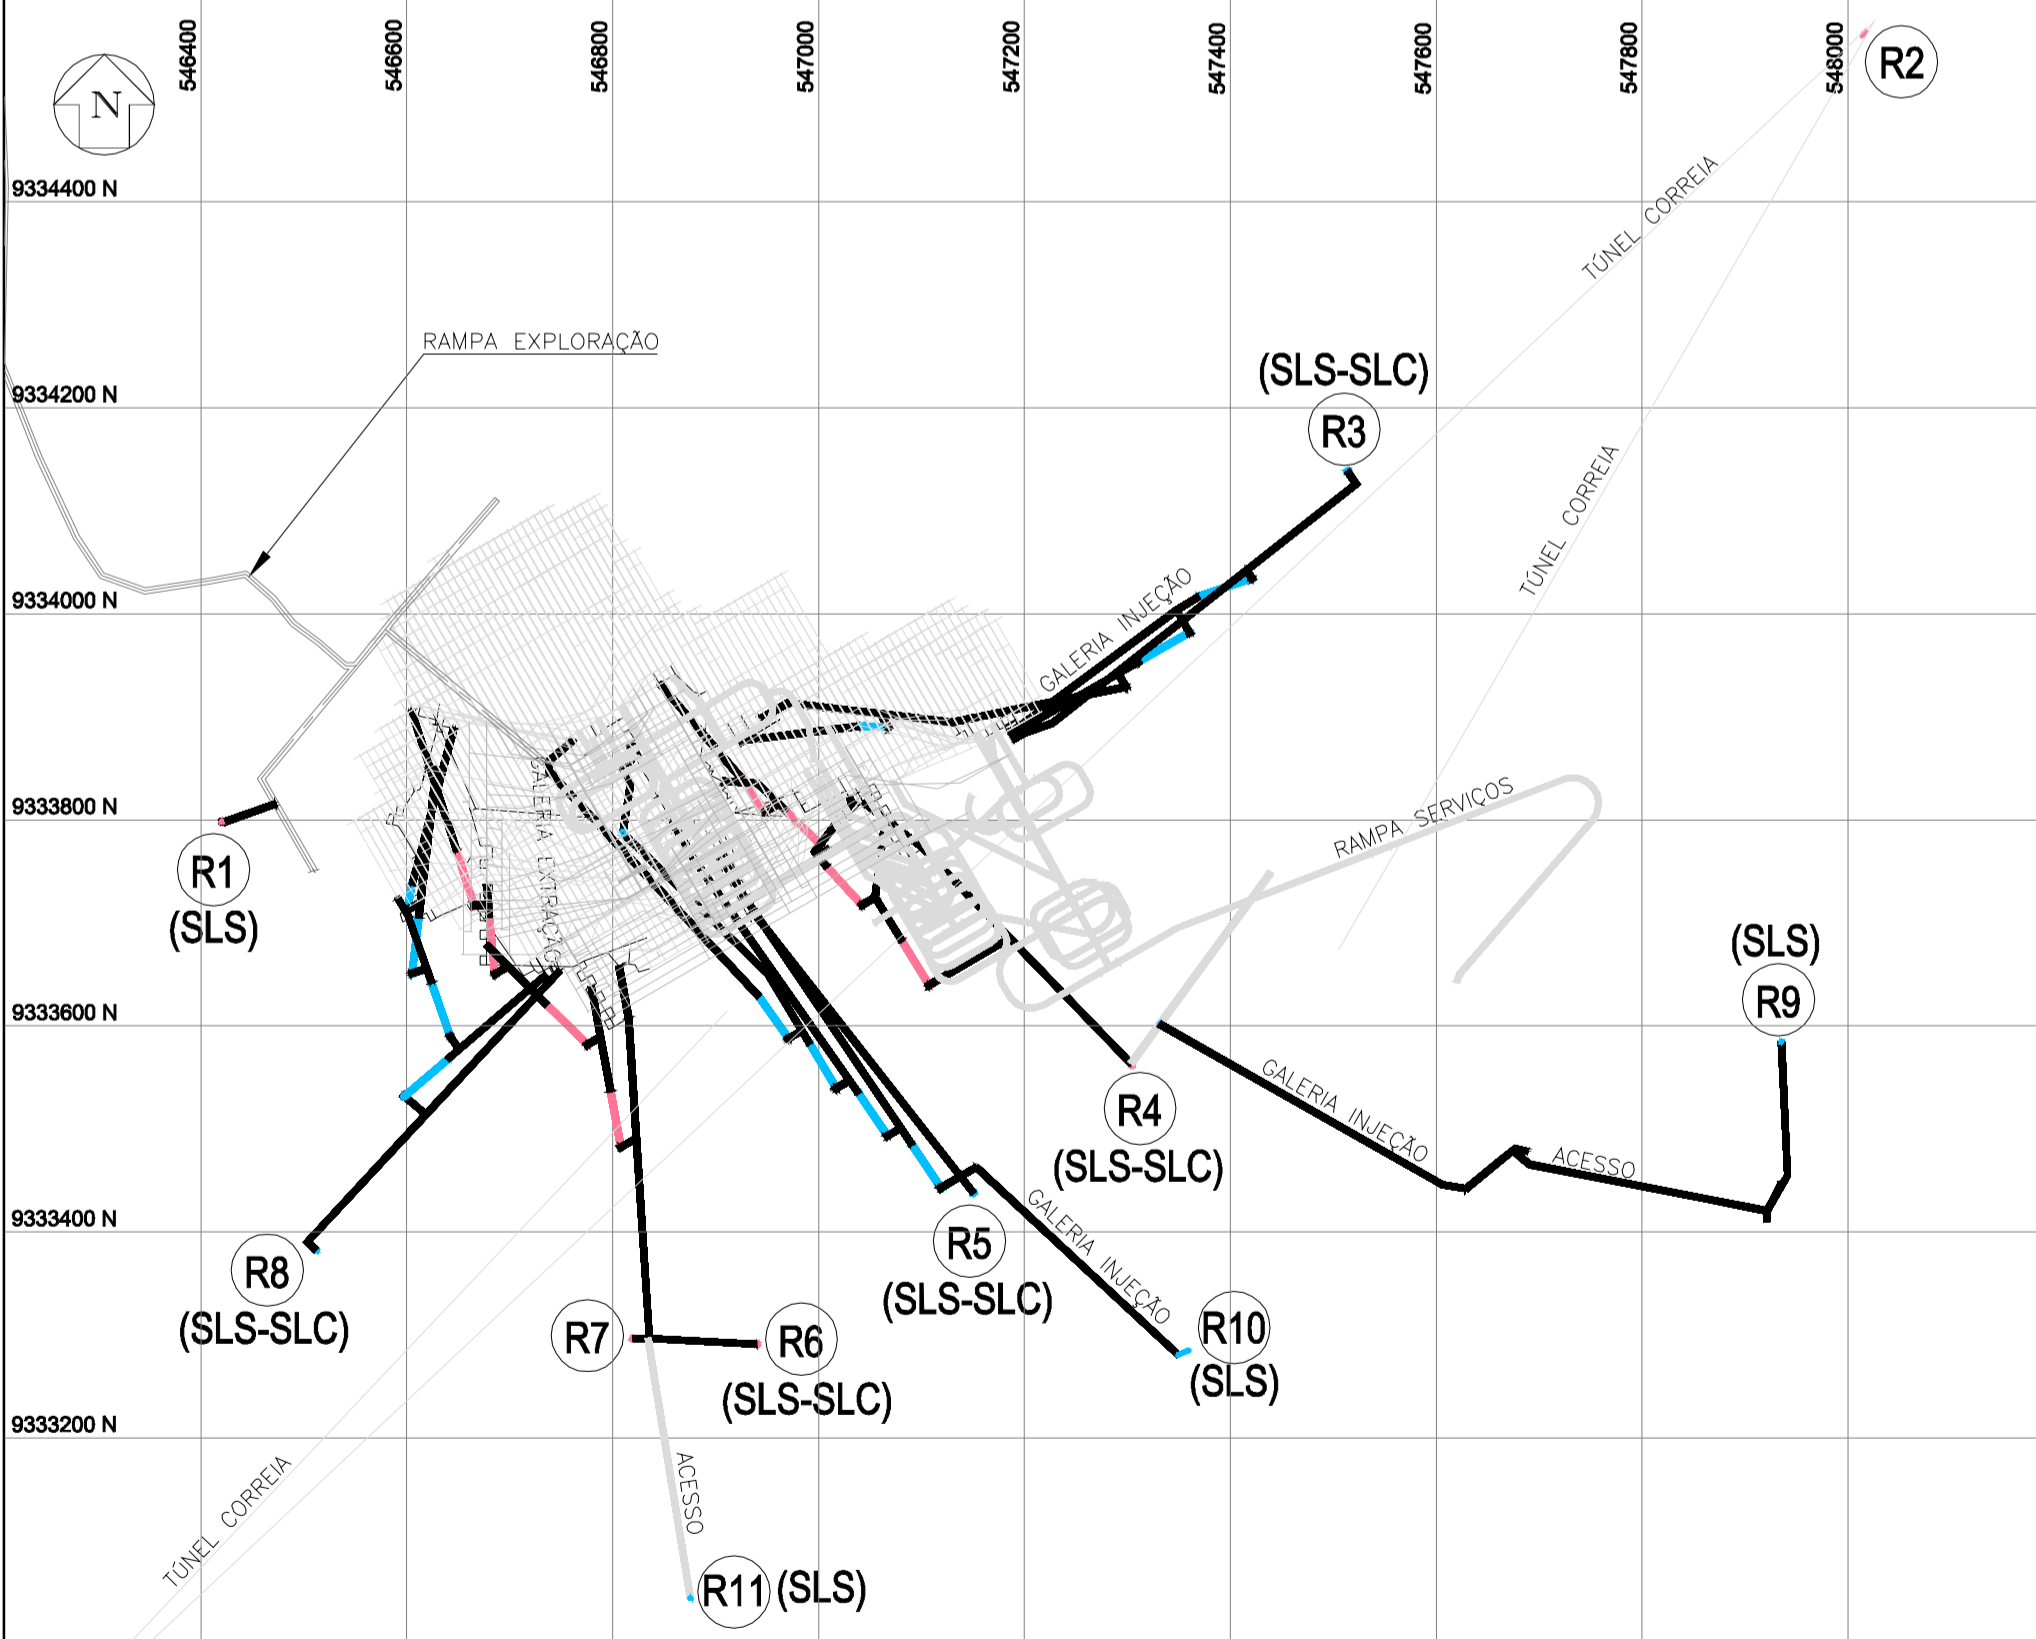 546400
546600
546800
547000
547200
547400
547600
547800
548000
R2
N
9334400 N
TÚNEL CORREIA
RAMPA EXPLORAÇÃO
(SLS-SLC)
9334200 N
R3
TÚNEL CORREIA
9334000 N
GALERIA INJEÇÃO
9333800 N
RAMPA SERVIÇOS
GALERIA EXTRAÇÃO
R1
(SLS)
(SLS)
R9
9333600 N
R4
(SLS-SLC)
GALERIA INJEÇÃO
ACESSO
9333400 N
R8
(SLS-SLC)
R5
(SLS-SLC)
GALERIA INJEÇÃO
R7
R6
(SLS-SLC)
R10
(SLS)
9333200 N
TÚNEL CORREIA
ACESSO
R11 (SLS)